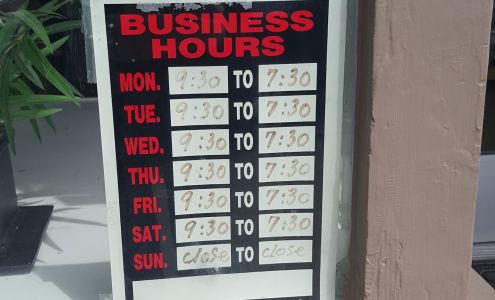 BUSINESS
HOURS
MON. 9:30 TO 7:30
TUE. 9:30 TO 7:30
WED. 9:30 TO 7:30
THU. 9:30 TO 7:30
FRI. 9:30 TO 7:30
SAT. 9:30 TO 7:30
SUN. close TO close